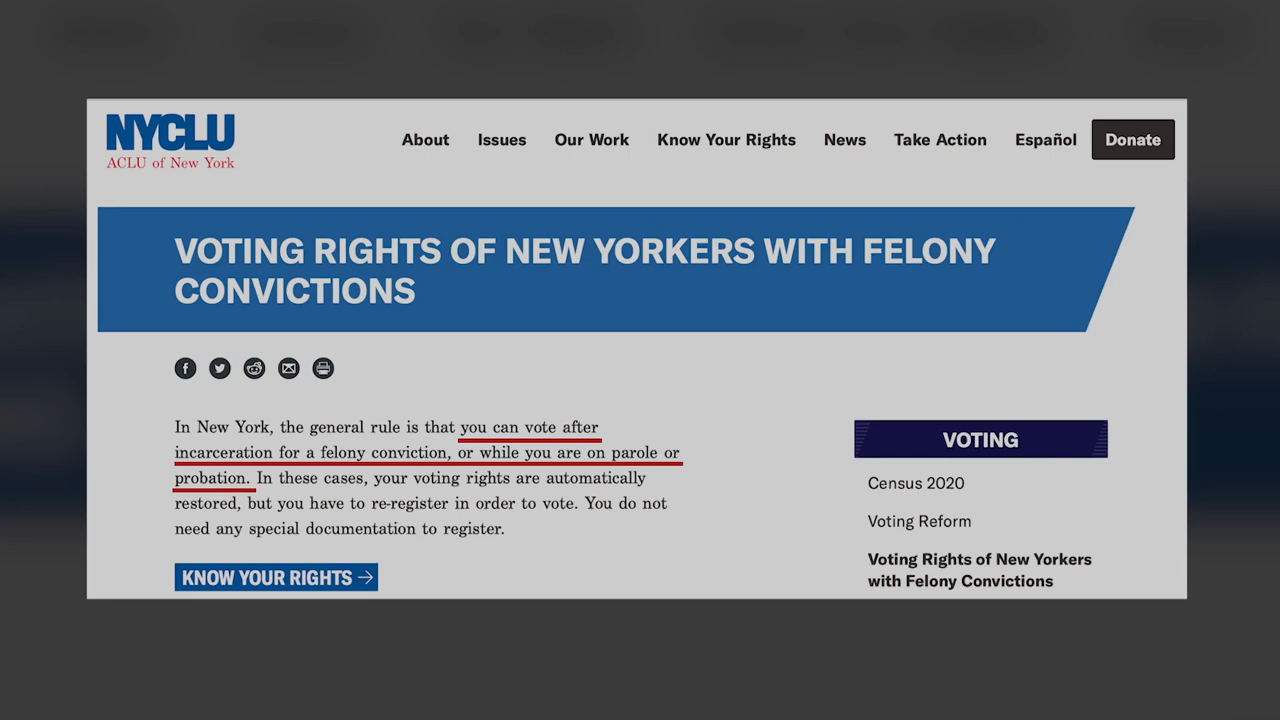 NYCLU
ACLU of New York
About Issues Our Work Know Your Rights News Take Action Español Donate
VOTING RIGHTS OF NEW YORKERS WITH FELONY
CONVICTIONS
In New York, the general rule is that you can vote after
incarceration for a felony conviction, or while you are on parole or
probation. In these cases, your voting rights are automatically
restored, but you have to re-register in order to vote. You do not
need any special documentation to register.
KNOW YOUR RIGHTS →
VOTING
Census 2020
Voting Reform
Voting Rights of New Yorkers
with Felony Convictions